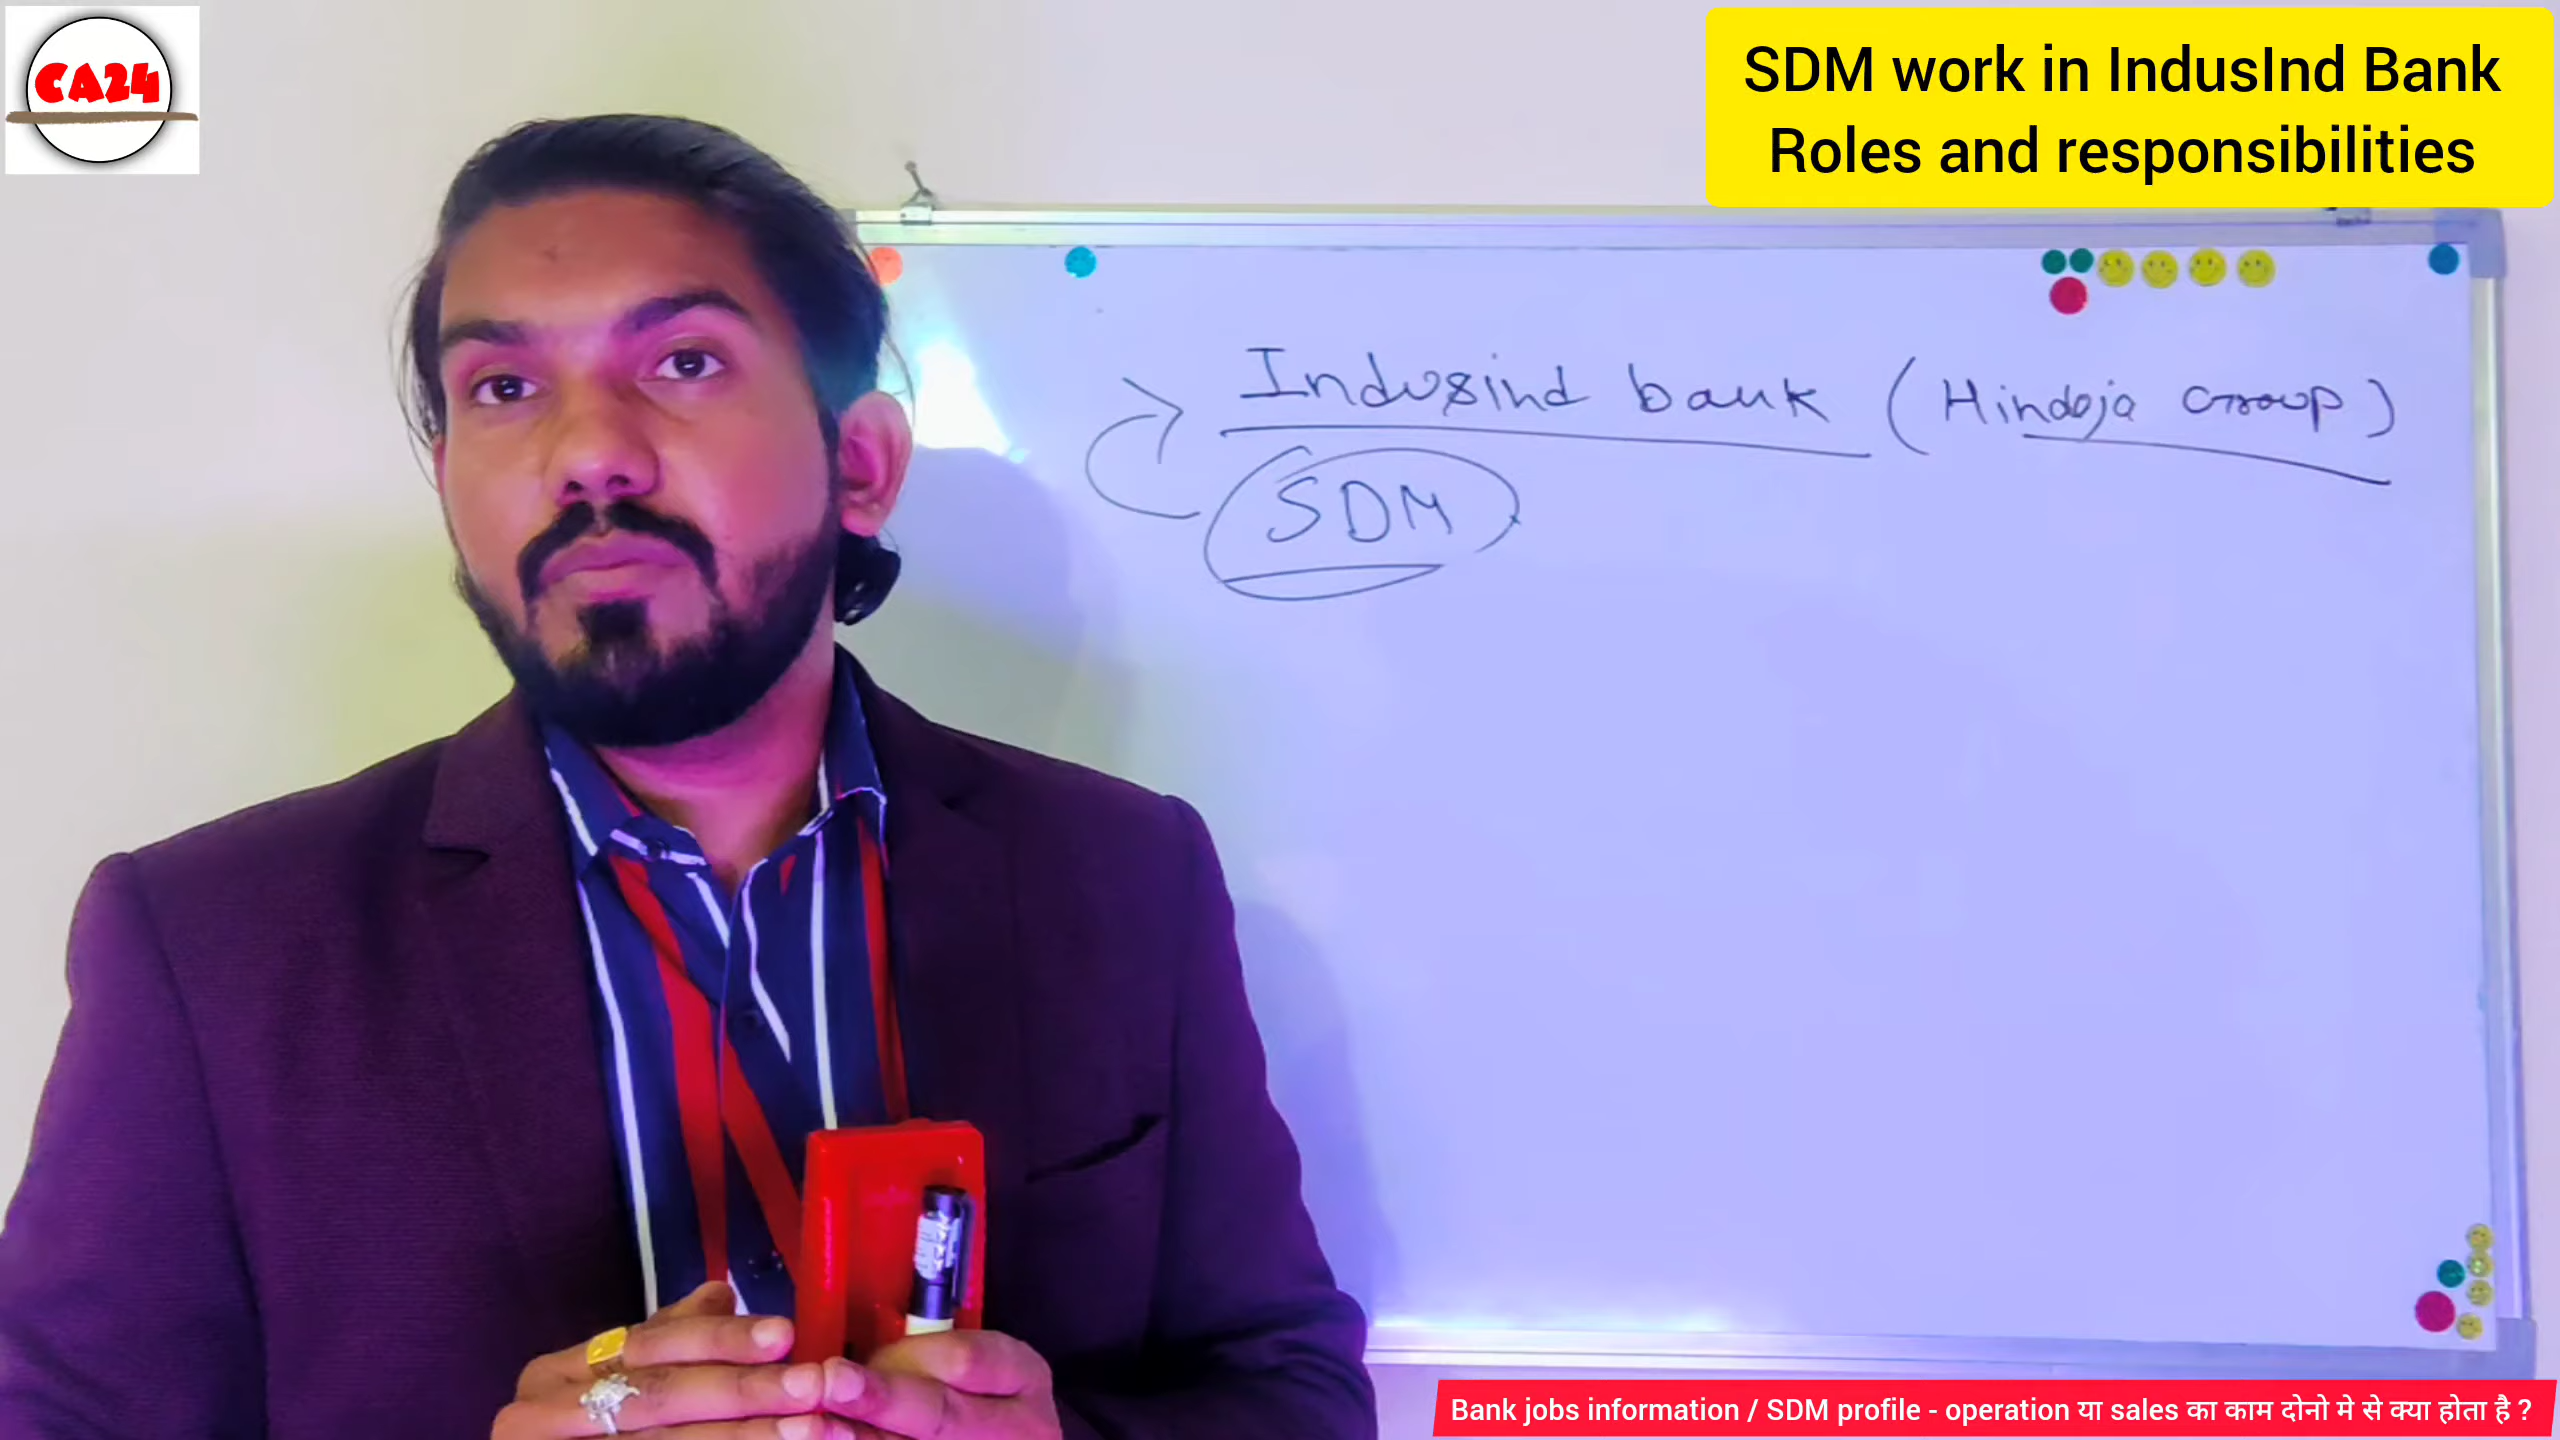 CA24
SDM work in IndusInd Bank
Roles and responsibilities
Indusind bank (Hinduja Group)
SDM
Bank jobs information / SDM profile - operation या sales का काम दोनो मे से क्या होता है ?